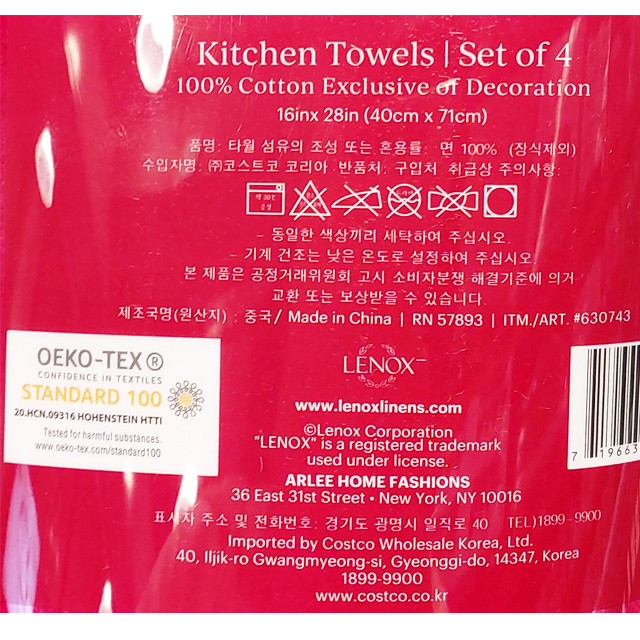 Kitchen Towels | Set of 4
100% Cotton Exclusive of Decoration
16inx 28in (40cm x 71cm)
품명: 타월 섬유의 조성 또는 혼용률: 면 100% (장식제외)
수입자명: ㈜코스트코 코리아 반품처: 구입처 취급상 주의사항:
- 동일한 색상끼리 세탁하여 주십시오.
- 기계 건조는 낮은 온도로 설정하여 주십시오.
본 제품은 공정거래위원회 고시 소비자분쟁 해결기준에 의거
교환 또는 보상받을 수 있습니다.
제조국명(원산지) : 중국/ Made in China | RN 57893 | ITM./ART. #630743
OEKO-TEX®
CONFIDENCE IN TEXTILES
STANDARD 100
20.HCN.09316 HOHENSTEIN HTTI
Tested for harmful substances.
www.oeko-tex.com/standard100
LENOX
www.lenoxlinens.com
©Lenox Corporation
"LENOX" is a registered trademark
used under license.
7 19663
ARLEE HOME FASHIONS
36 East 31st Street • New York, NY 10016
표시자 주소 및 전화번호: 경기도 광명시 일직로 40 TEL)1899-9900
Imported by Costco Wholesale Korea, Ltd.
40, Iljik-ro Gwangmyeong-si, Gyeonggi-do, 14347, Korea
1899-9900
www.costco.co.kr